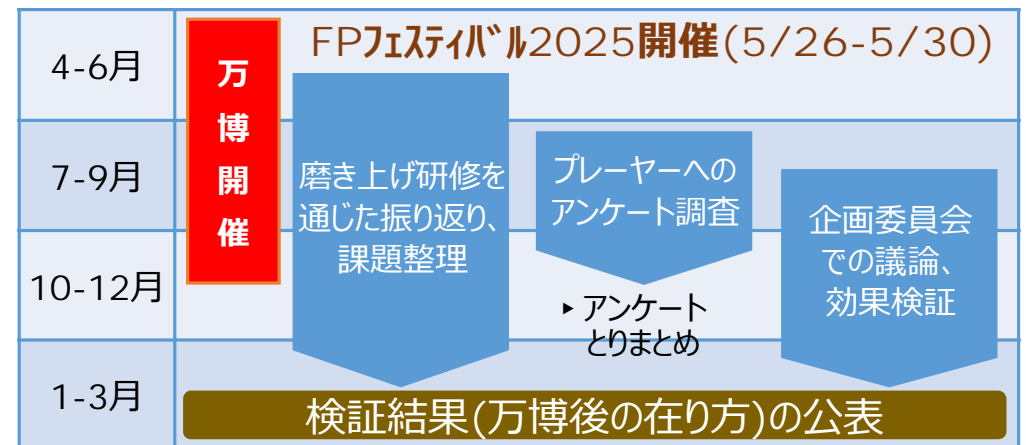 4-6月
7-9月
10-12月
1-3月
万
博
開
催
FPフェスティバル2025開催(5/26-5/30)
磨き上げ研修を
通じた振り返り、
課題整理
プレーヤーへの
アンケート調査
▸ アンケート
とりまとめ
企画委員会
での議論、
効果検証
検証結果(万博後の在り方)の公表